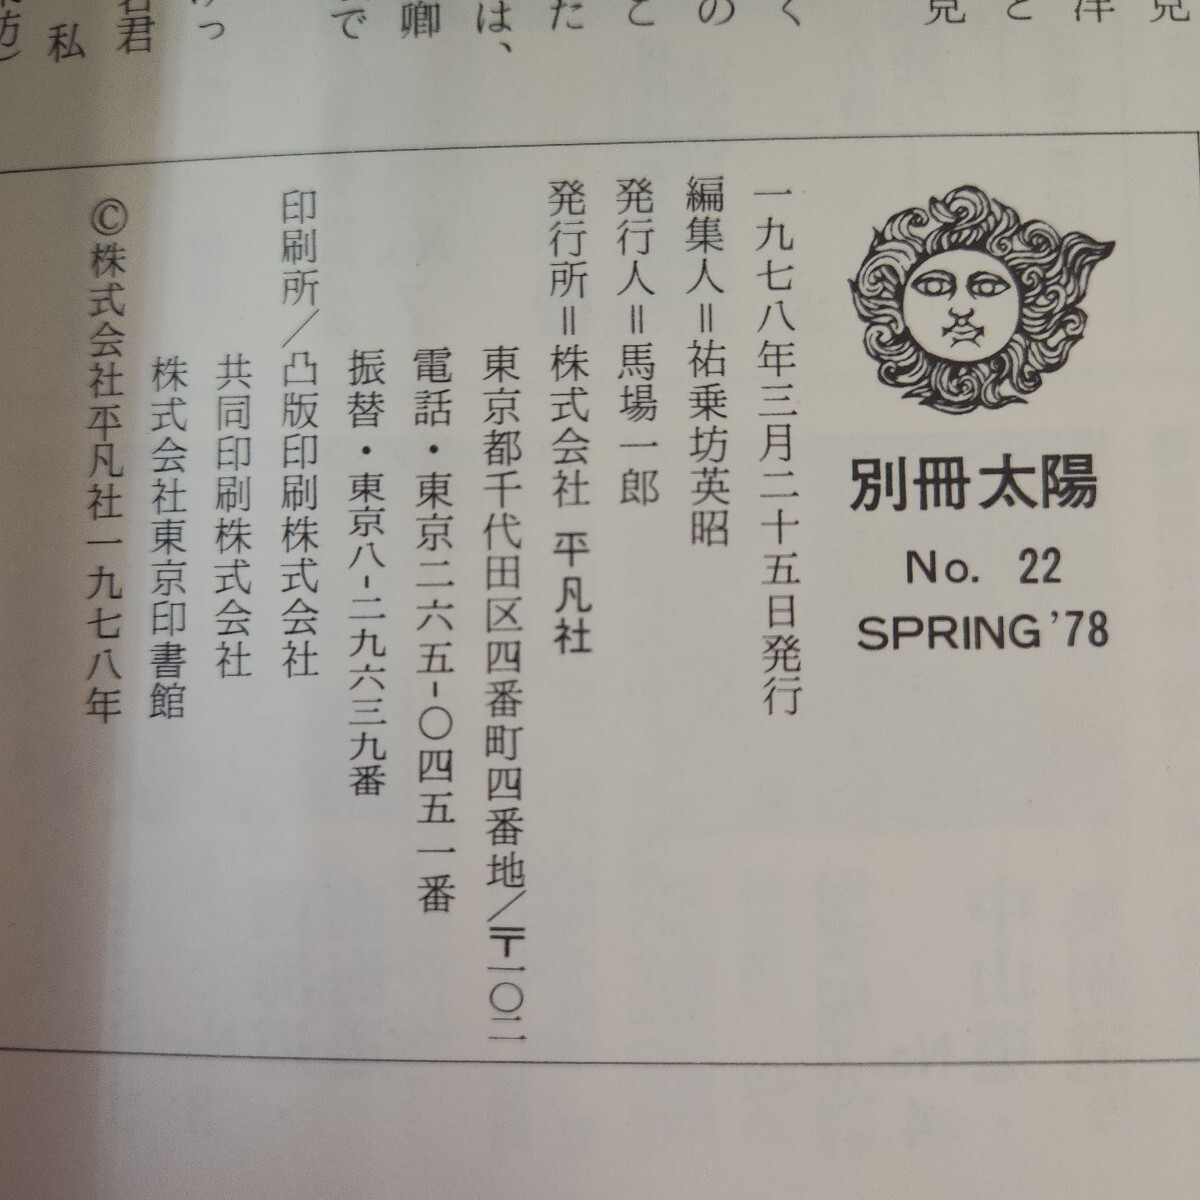 別冊太陽
No. 22
SPRING '78
一九七八年三月二十五日発行
編集人＝祐乗坊英昭
発行人＝馬場一郎
発行所＝株式会社 平凡社
東京都千代田区四番町四番地／〒一〇二
電話・東京二六五-〇四五一番
振替・東京八-二九六三九番
印刷所／凸版印刷株式会社
共同印刷株式会社
株式会社東京印書館
©株式会社平凡社一九七八年